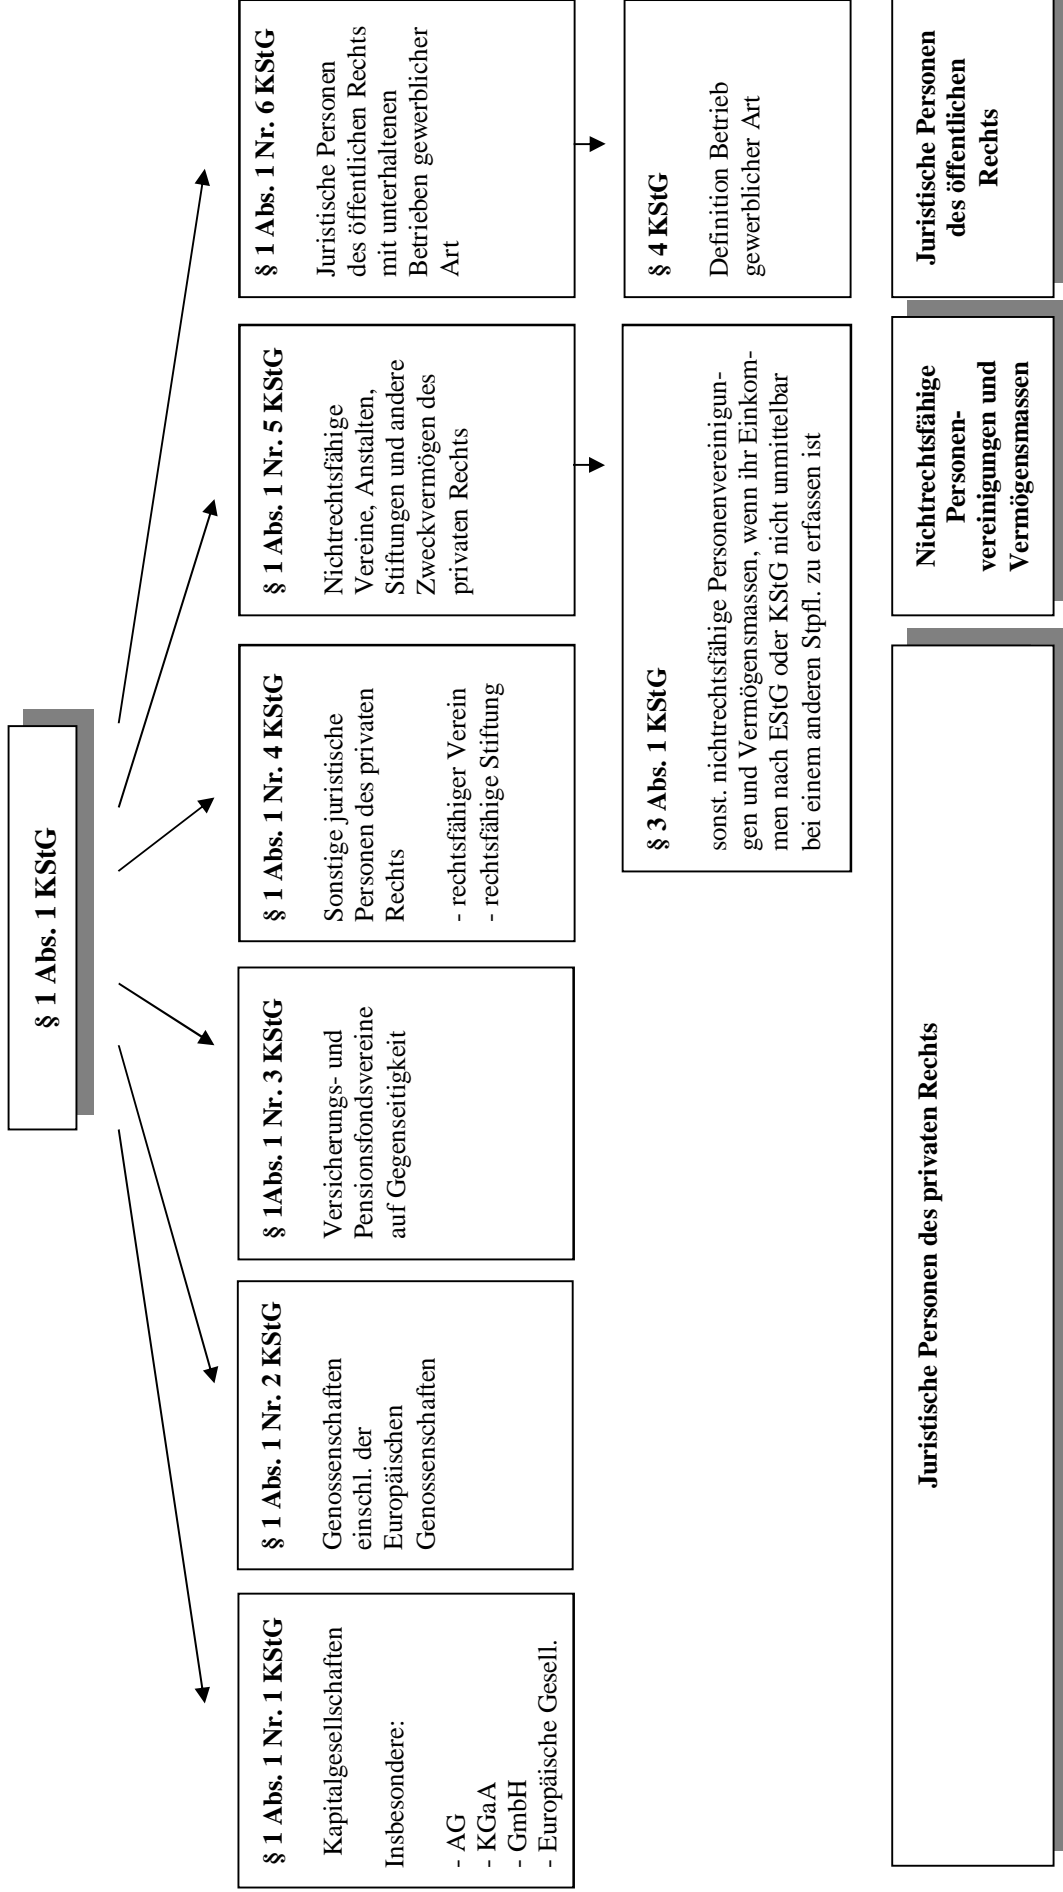 § 1 Abs. 1 KStG
§ 1 Abs. 1 Nr. 1 KStG
Kapitalgesellschaften
Insbesondere:
- AG
- KGaA
- GmbH
- Europäische Gesell.
§ 1 Abs. 1 Nr. 2 KStG
Genossenschaften
einschl. der
Europäischen
Genossenschaften
§ 1Abs. 1 Nr. 3 KStG
Versicherungs- und
Pensionsfondsvereine
auf Gegenseitigkeit
§ 1 Abs. 1 Nr. 4 KStG
Sonstige juristische
Personen des privaten
Rechts
- rechtsfähiger Verein
- rechtsfähige Stiftung
§ 1 Abs. 1 Nr. 5 KStG
Nichtrechtsfähige
Vereine, Anstalten,
Stiftungen und andere
Zweckvermögen des
privaten Rechts
§ 1 Abs. 1 Nr. 6 KStG
Juristische Personen
des öffentlichen Rechts
mit unterhaltenen
Betrieben gewerblicher
Art
§ 3 Abs. 1 KStG
sonst. nichtrechtsfähige Personenvereinigun-
gen und Vermögensmassen, wenn ihr Einkom-
men nach EStG oder KStG nicht unmittelbar
bei einem anderen Stpfl. zu erfassen ist
§ 4 KStG
Definition Betrieb
gewerblicher Art
Juristische Personen des privaten Rechts
Nichtrechtsfähige
Personen-
vereinigungen und
Vermögensmassen
Juristische Personen
des öffentlichen
Rechts